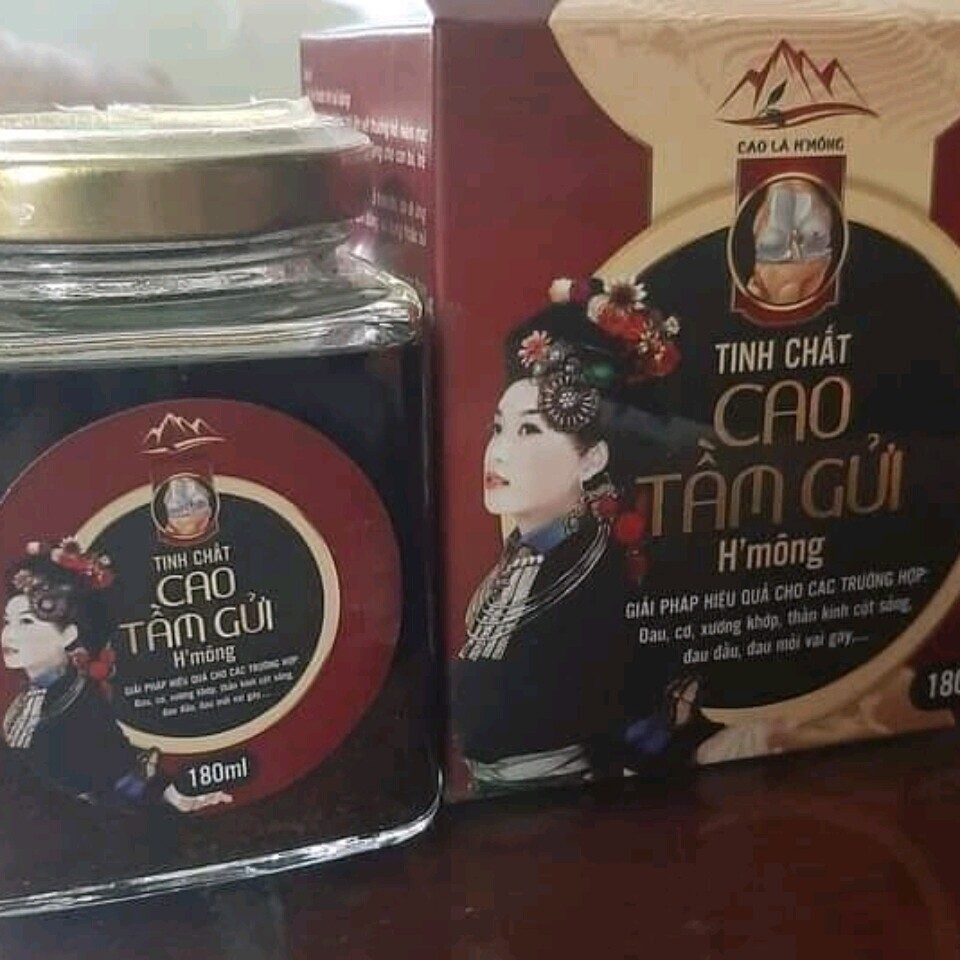 TINH CHẤT
CAO
TẦM GỬI
H'mông
GIẢI PHÁP HIỆU QUẢ CHO CÁC TRƯỜNG HỢP
Đau, cơ, xương khớp, thần kinh cột sống,
đau đầu, đau mỏi vai gáy....
180ml
CAO LÁ H'MÔNG
TINH CHẤT
CAO
TẦM GỬI
H'mông
GIẢI PHÁP HIỆU QUẢ CHO CÁC TRƯỜNG HỢP:
Đau, cơ, xương khớp, thần kinh cột sống,
đau đầu, đau mỏi vai gáy....
180